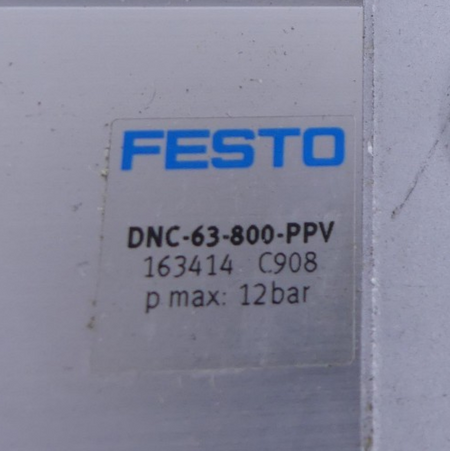 FESTO
DNC-63-800-PPV
163414 C908
p max: 12bar